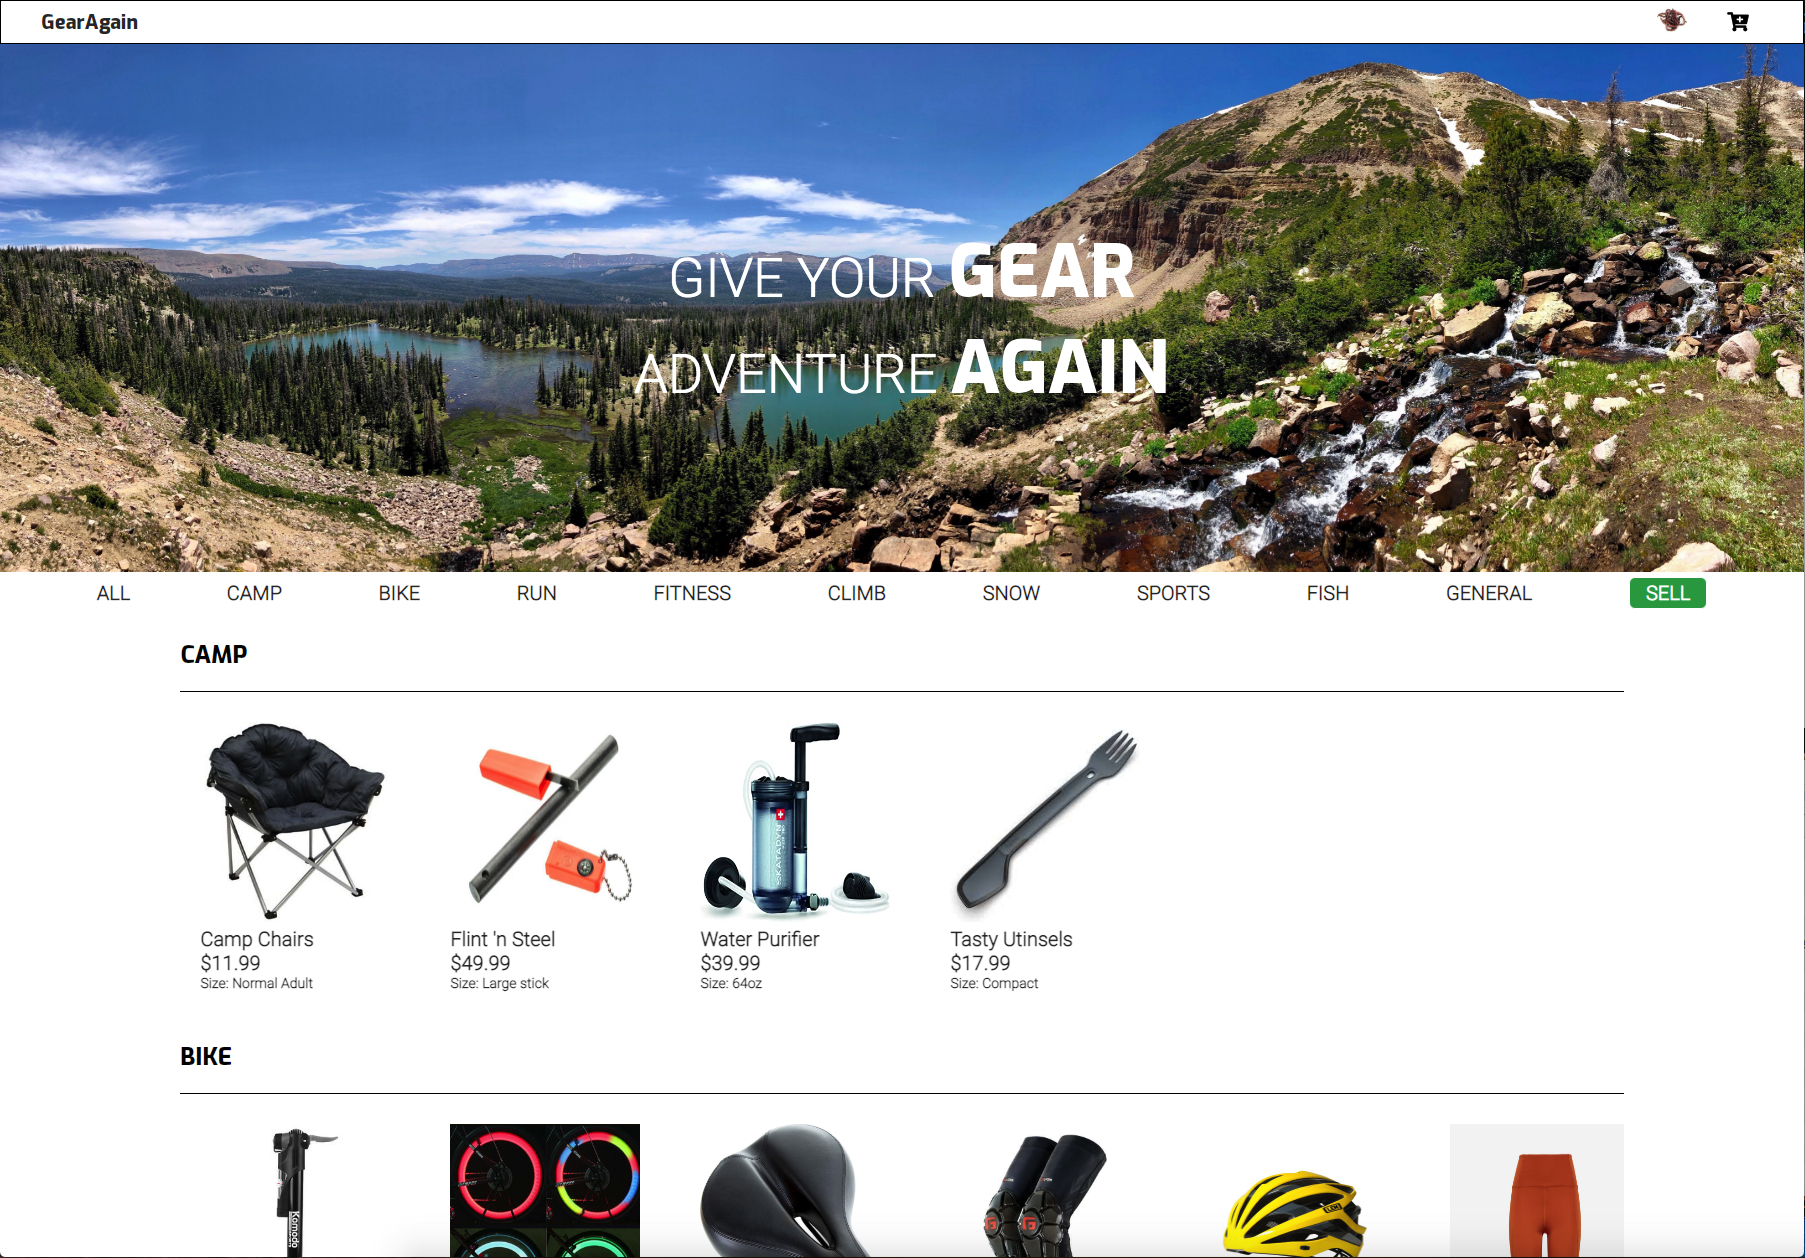 GearAgain
GIVE YOUR GEAR
ADVENTURE AGAIN
ALL CAMP BIKE RUN FITNESS CLIMB SNOW SPORTS FISH GENERAL SELL
CAMP
KATADYN
Camp Chairs
$11.99
Size: Normal Adult
Flint 'n Steel
$49.99
Size: Large stick
Water Purifier
$39.99
Size: 64oz
Tasty Utinsels
$17.99
Size: Compact
BIKE
Komodo